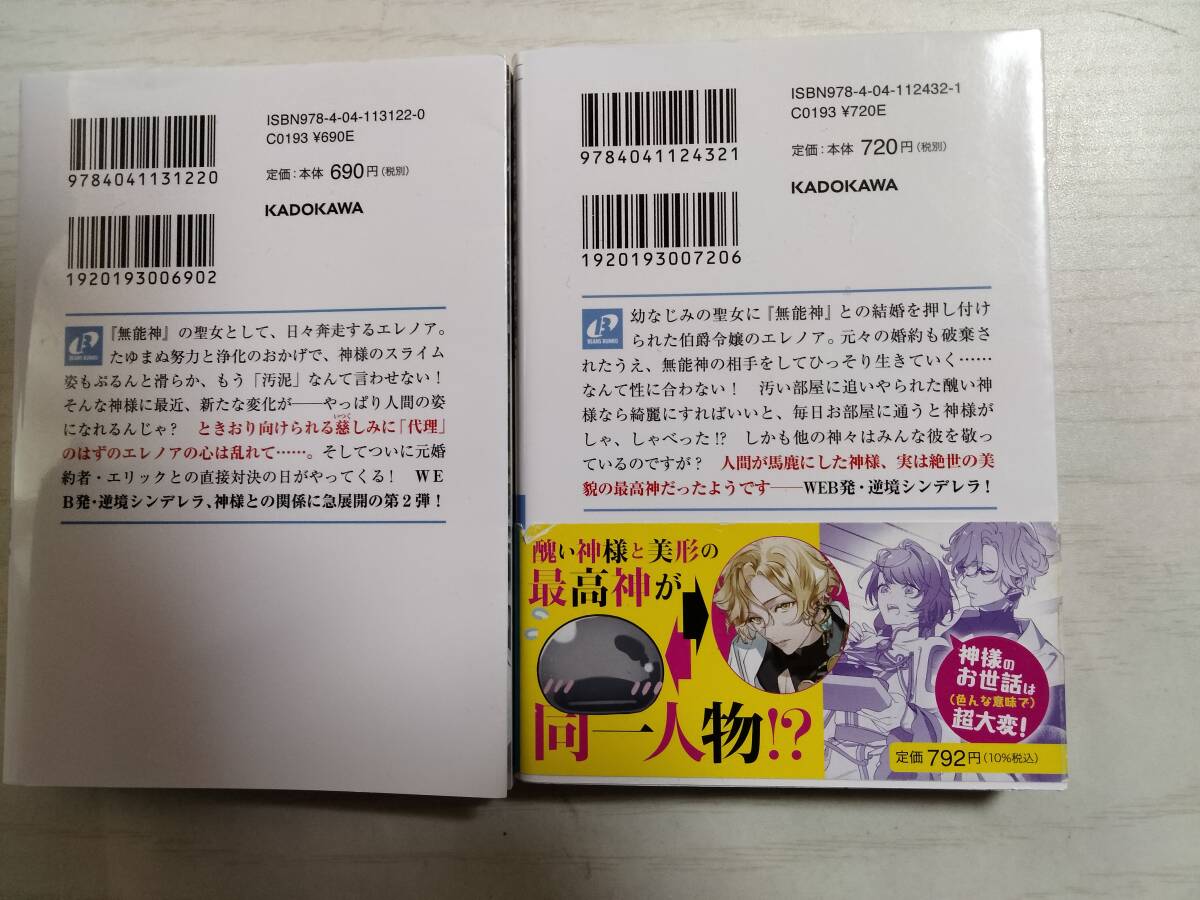 ISBN978-4-04-113122-0
C0193 ¥690E
9784041131220
定価:本体 690円(税別)
KADOKAWA
1920193006902
BEANS BUNKO
『無能神』の聖女として、日々奔走するエレノア。
たゆまぬ努力と浄化のおかげで、神様のスライム
姿もぷるんと滑らか、もう「汚泥」なんて言わせない!
そんな神様に最近、新たな変化が――やっぱり人間の姿
になれるんじゃ? ときおり向けられる慈しみに「代理」
いつく
のはずのエレノアの心は乱れて……。そしてついに元婚
約者・エリックとの直接対決の日がやってくる! WE
B発・逆境シンデレラ、神様との関係に急展開の第2弾!
ISBN978-4-04-112432-1
C0193 ¥720E
9784041124321
定価:本体 720円(税別)
KADOKAWA
1920193007206
BEANS BUNKO
幼なじみの聖女に『無能神』との結婚を押し付け
られた伯爵令嬢のエレノア。元々の婚約も破棄さ
れたうえ、無能神の相手をしてひっそり生きていく……
なんて性に合わない! 汚い部屋に追いやられた醜い神
様なら綺麗にすればいいと、毎日お部屋に通うと神様が
しゃ、しゃべった!? しかも他の神々はみんな彼を敬っ
ているのですが? 人間が馬鹿にした神様、実は絶世の美
貌の最高神だったようです――WEB発・逆境シンデレラ!
醜い神様と美形の
最高神が
同一人物!?
神様の
お世話は
(色んな意味で)
超大変!
定価 792円(10%税込)